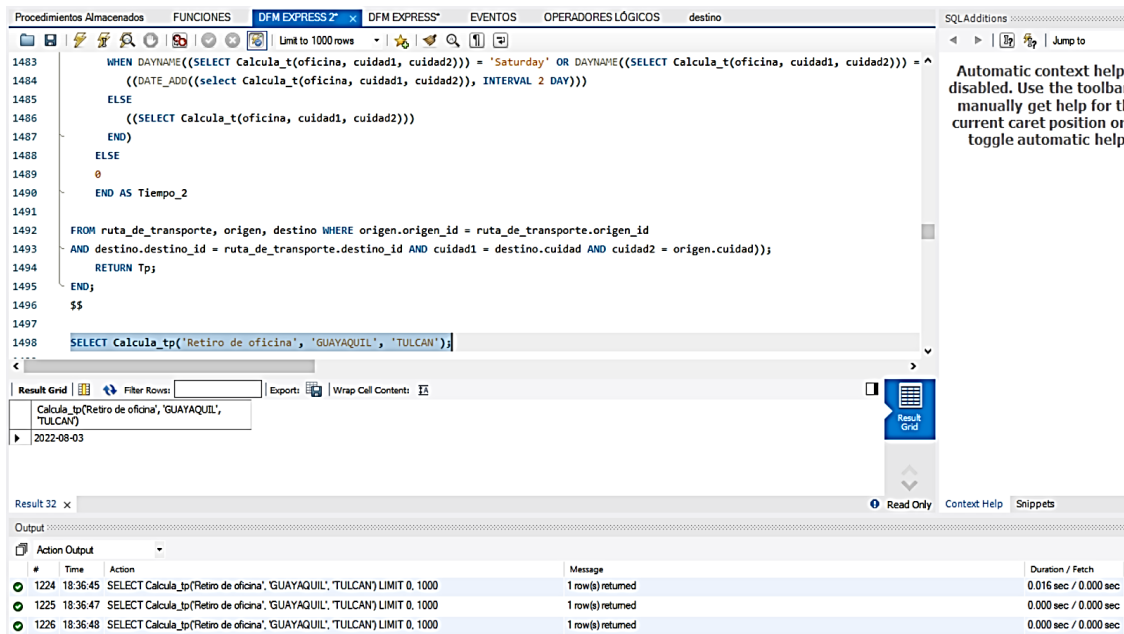 Procedimientos Almacenados FUNCIONES DFM EXPRESS 2* × DFM EXPRESS* EVENTOS OPERADORES LÓGICOS destino
SQLAdditions
Limit to 1000 rows
Jump to
1483 WHEN DAYNAME((SELECT Calcula_t(oficina, cuidad1, cuidad2))) = 'Saturday' OR DAYNAME((SELECT Calcula_t(oficina, cuidad1, cuidad2))) =
1484 ((DATE_ADD((select Calcula_t(oficina, cuidad1, cuidad2)), INTERVAL 2 DAY)))
1485 ELSE
1486 ((SELECT Calcula_t(oficina, cuidad1, cuidad2)))
1487 END)
1488 ELSE
1489 0
1490 END AS Tiempo_2
1491
1492 FROM ruta_de_transporte, origen, destino WHERE origen.origen_id = ruta_de_transporte.origen_id
1493 AND destino.destino_id = ruta_de_transporte.destino_id AND cuidad1 = destino.cuidad AND cuidad2 = origen.cuidad));
1494 RETURN Tp;
1495 END;
1496 $$
1497
1498 SELECT Calcula_tp('Retiro de oficina', 'GUAYAQUIL', 'TULCAN');
Automatic context help
disabled. Use the toolbar
manually get help for th
current caret position or
toggle automatic help
Result Grid Filter Rows: Export: Wrap Cell Content:
Calcula_tp('Retiro de oficina', 'GUAYAQUIL',
'TULCAN')
2022-08-03
Result
Grid
Result 32 × Read Only Context Help Snippets
Output
Action Output
# Time Action Message Duration / Fetch
1224 18:36:45 SELECT Calcula_tp('Retiro de oficina', 'GUAYAQUIL', 'TULCAN') LIMIT 0, 1000 1 row(s) returned 0.016 sec / 0.000 sec
1225 18:36:47 SELECT Calcula_tp('Retiro de oficina', 'GUAYAQUIL', 'TULCAN') LIMIT 0, 1000 1 row(s) returned 0.000 sec / 0.000 sec
1226 18:36:48 SELECT Calcula_tp('Retiro de oficina', 'GUAYAQUIL', 'TULCAN') LIMIT 0, 1000 1 row(s) returned 0.000 sec / 0.000 sec